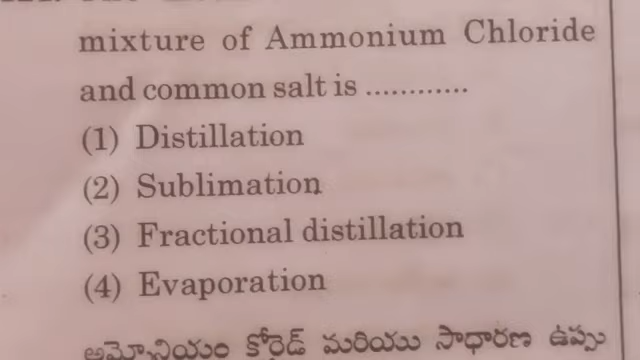 mixture of Ammonium Chloride
and common salt is ............
(1) Distillation
(2) Sublimation
(3) Fractional distillation
(4) Evaporation
అమ్మోనియం క్లోరైడ్ మరియు సాధారణ ఉప్పు